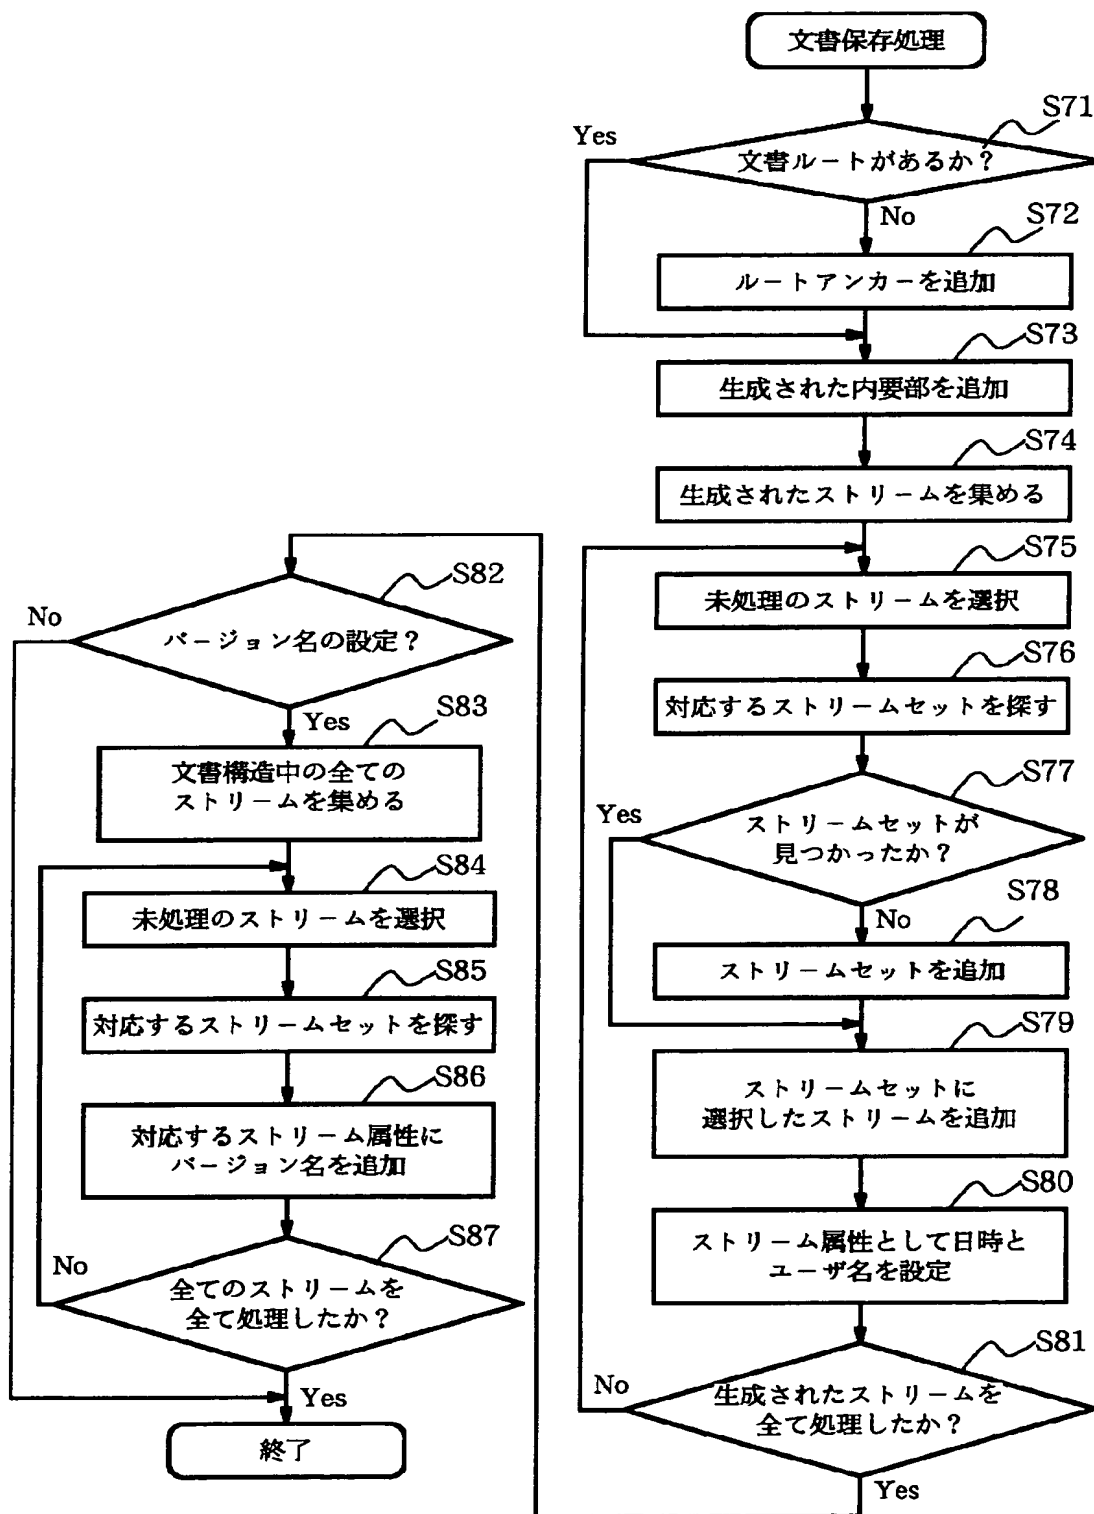 文書保存処理
S71
Yes
文書ルートがあるか？
No
S72
ルートアンカーを追加
S73
生成された内要部を追加
S74
生成されたストリームを集める
S75
未処理のストリームを選択
S76
対応するストリームセットを探す
S77
Yes
ストリームセットが
見つかったか？
No
S78
ストリームセットを追加
S79
ストリームセットに
選択したストリームを追加
S80
ストリーム属性として日時と
ユーザ名を設定
S81
No
生成されたストリームを
全て処理したか？
Yes
S82
No
バージョン名の設定？
Yes
S83
文書構造中の全ての
ストリームを集める
S84
未処理のストリームを選択
S85
対応するストリームセットを探す
S86
対応するストリーム属性に
バージョン名を追加
S87
No
全てのストリームを
全て処理したか？
Yes
終了